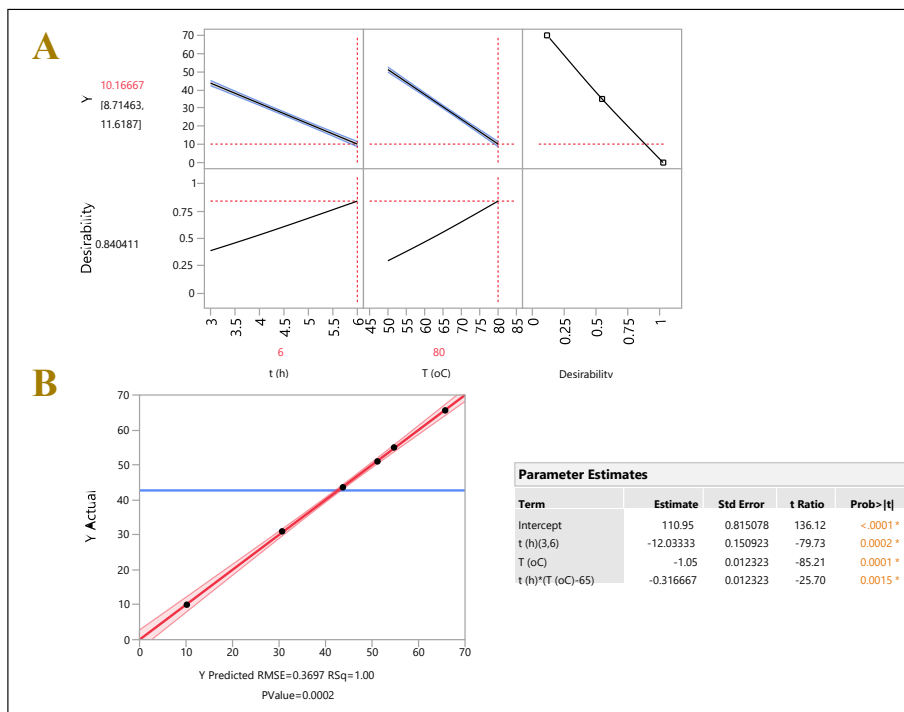 A
70
60
50
40
30
20
10
0
Y
10.16667
[8.71463,
11.6187]
1
0.75
0.5
0.25
0
Desirability
0.840411
3
3.5
4
4.5
5
5.5
6
45
50
55
60
65
70
75
80
85
0
0.25
0.5
0.75
1
6
80
t (h)
T (oC)
Desirability
B
70
60
50
40
30
20
10
0
Y Actual
0 10 20 30 40 50 60 70
Y Predicted RMSE=0.3697 RSq=1.00
PValue=0.0002
Parameter Estimates
Term Estimate Std Error t Ratio Prob>|t|
Intercept 110.95 0.815078 136.12 <.0001 *
t (h)(3,6) -12.03333 0.150923 -79.73 0.0002 *
T (oC) -1.05 0.012323 -85.21 0.0001 *
t (h)*(T (oC)-65) -0.316667 0.012323 -25.70 0.0015 *